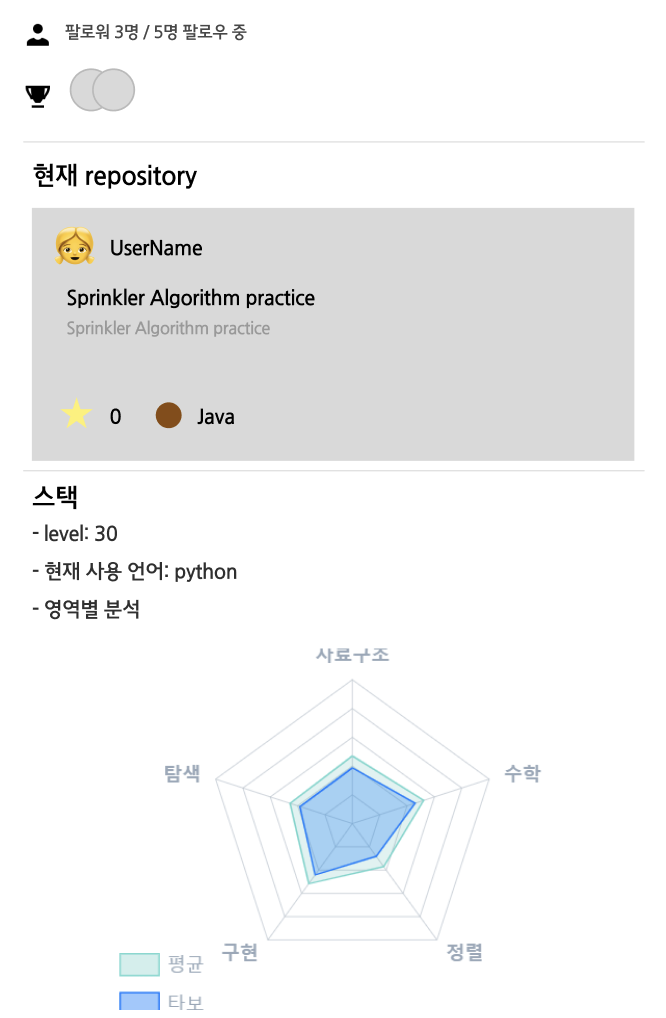 팔로워 3명 / 5명 팔로우 중
현재 repository
UserName
Sprinkler Algorithm practice
Sprinkler Algorithm practice
0 Java
스택
- level: 30
- 현재 사용 언어: python
- 영역별 분석
자료구조
탐색 수학
구현 정렬
평균
타보